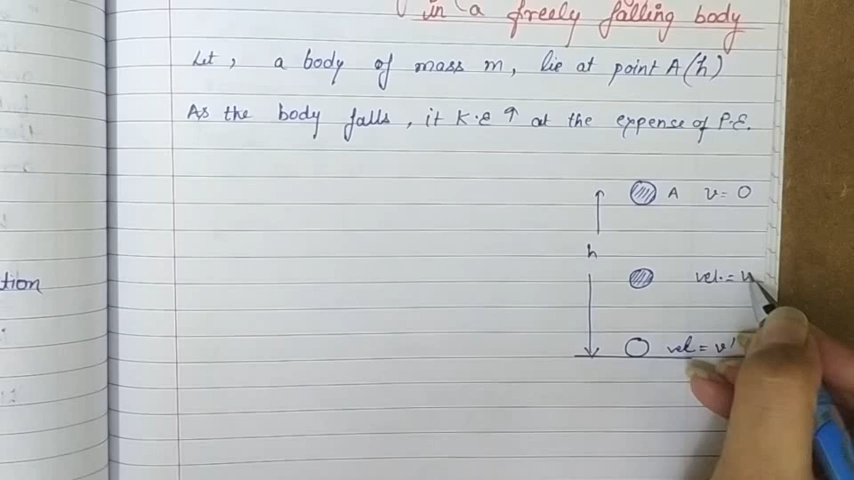 in a freely falling body
Let, a body of mass m, lie at point A(h)
As the body falls, it K.E ↑ at the expense of P.E.
A v = 0
h
tion
vel. = v
vel = v'